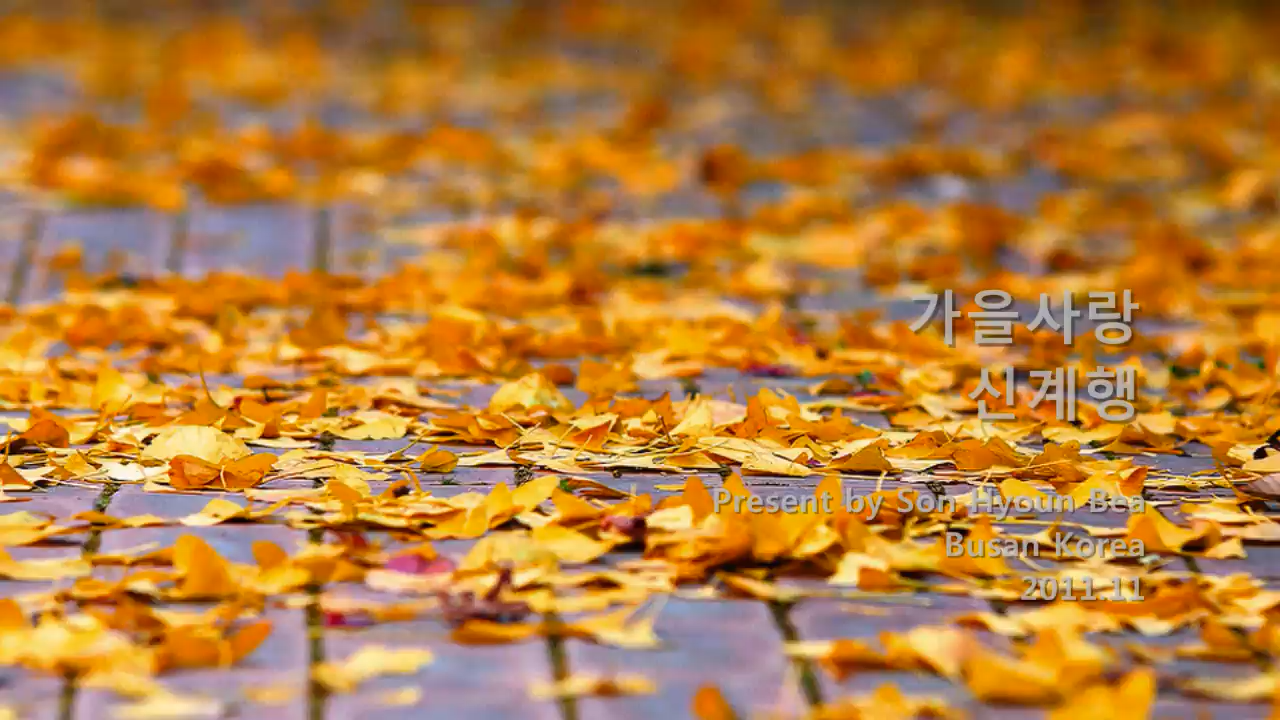 가을사랑
신계행
Present by Son Hyoun Bea
Busan Korea
2011.11